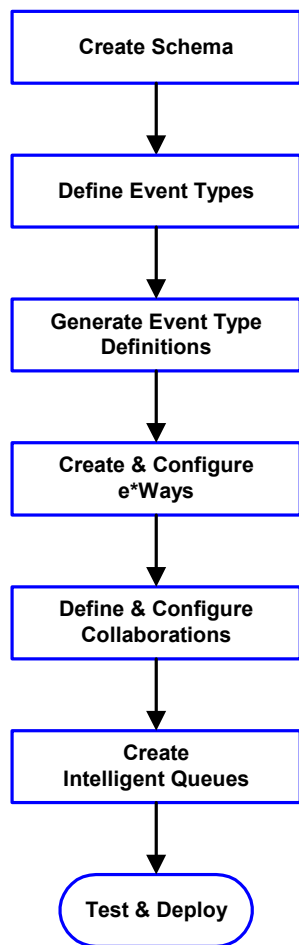 Create Schema
Define Event Types
Generate Event Type
Definitions
Create & Configure
e*Ways
Define & Configure
Collaborations
Create
Intelligent Queues
Test & Deploy